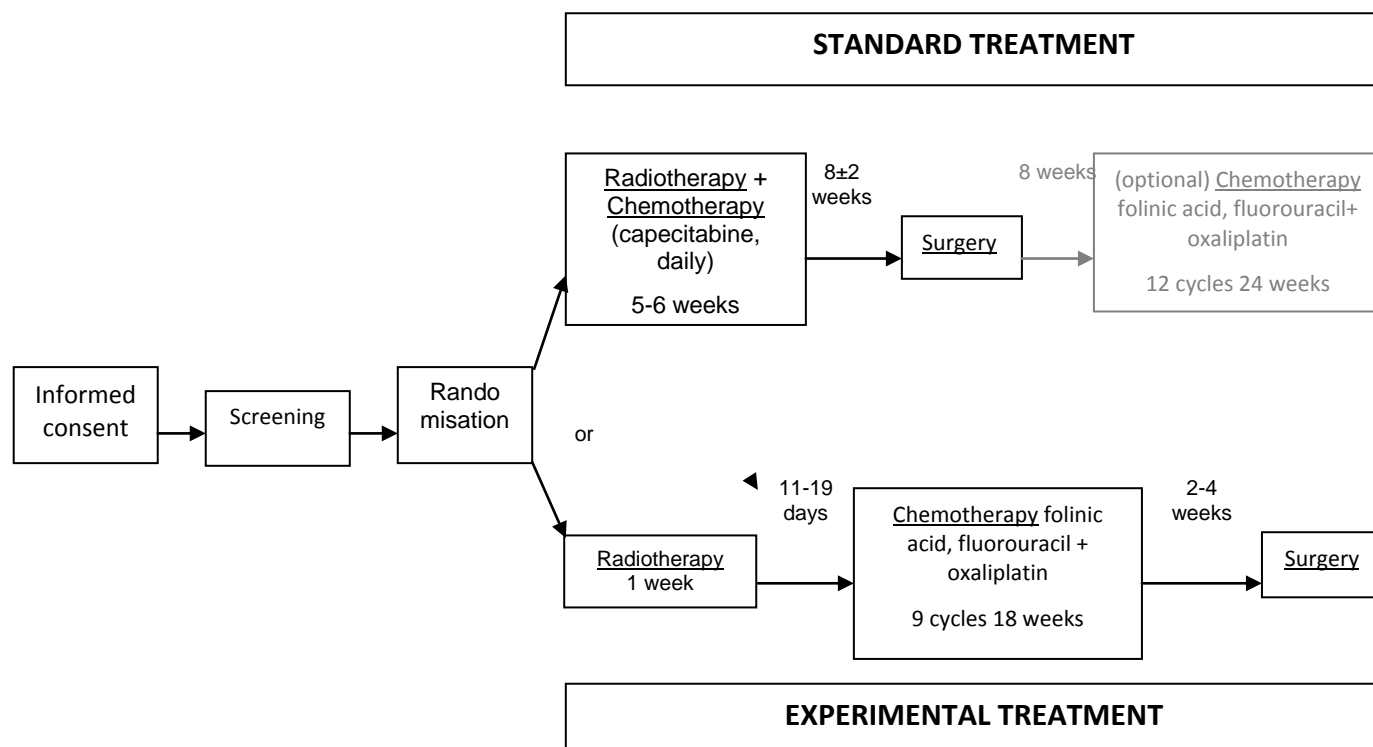 STANDARD TREATMENT
Radiotherapy +
Chemotherapy
(capecitabine,
daily)
5-6 weeks
8±2
weeks
Surgery
8 weeks
(optional) Chemotherapy
folinic acid, fluorouracil+
oxaliplatin
12 cycles 24 weeks
Informed
consent
Screening
Rando
misation
or
Radiotherapy
1 week
11-19
days
Chemotherapy folinic
acid, fluorouracil +
oxaliplatin
9 cycles 18 weeks
2-4
weeks
Surgery
EXPERIMENTAL TREATMENT